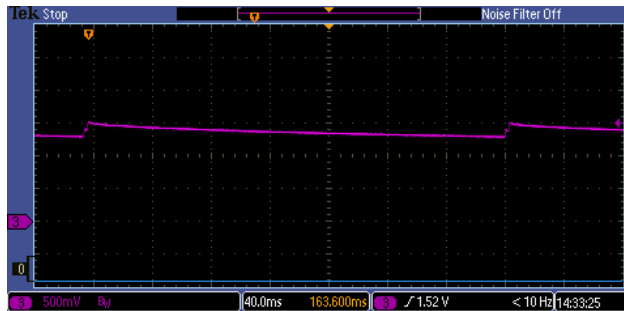 Tek Stop Noise Filter Off
T
T
3
0
3 500mV BW 40.0ms 163.600ms 3 1.52 V < 10 Hz 14:33:25